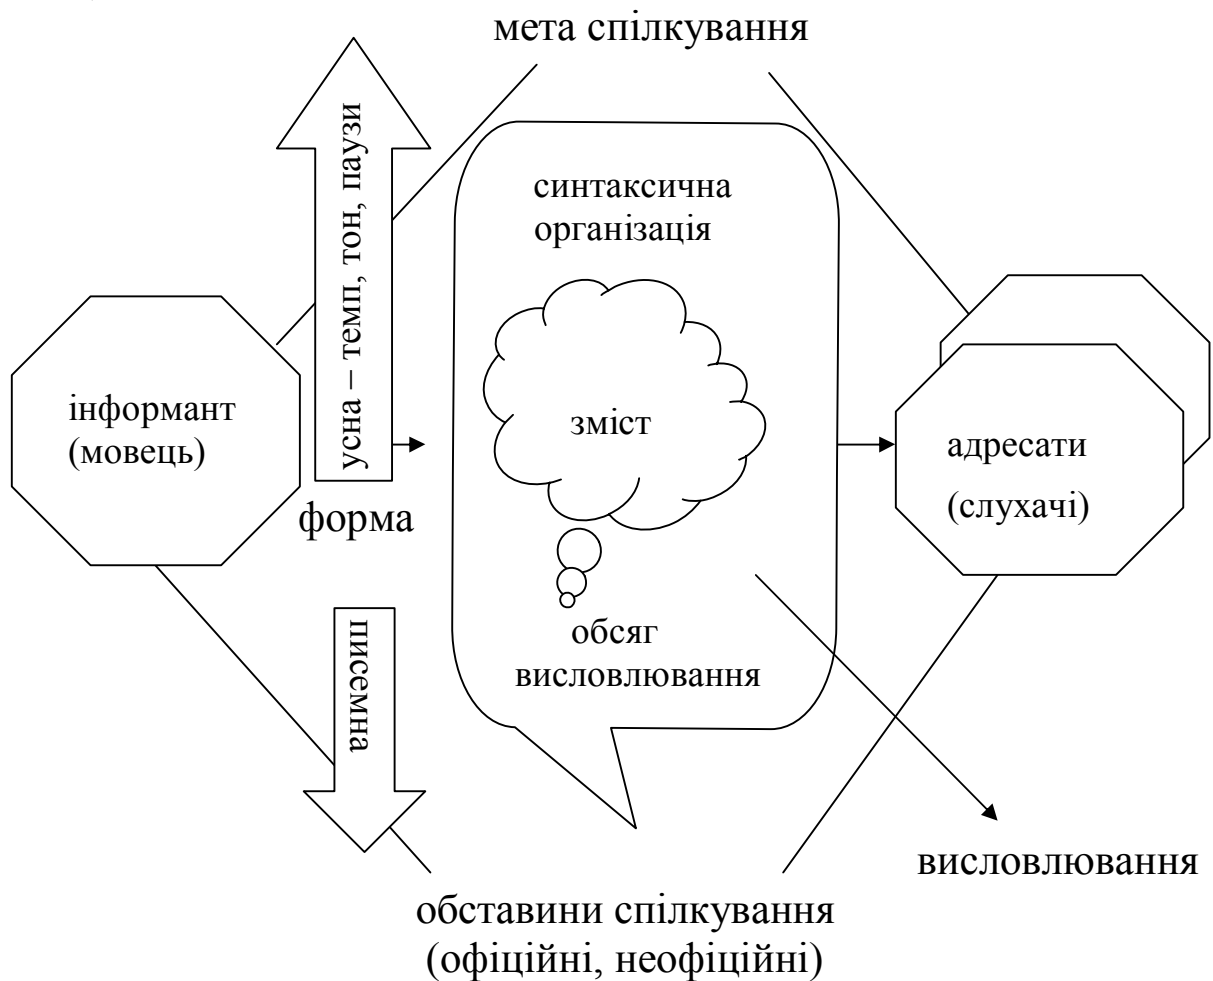 мета спілкування
усна – темп, тон, паузи
синтаксична
організація
інформант
(мовець)
зміст
адресати
(слухачі)
форма
писемна
обсяг
висловлювання
висловлювання
обставини спілкування
(офіційні, неофіційні)